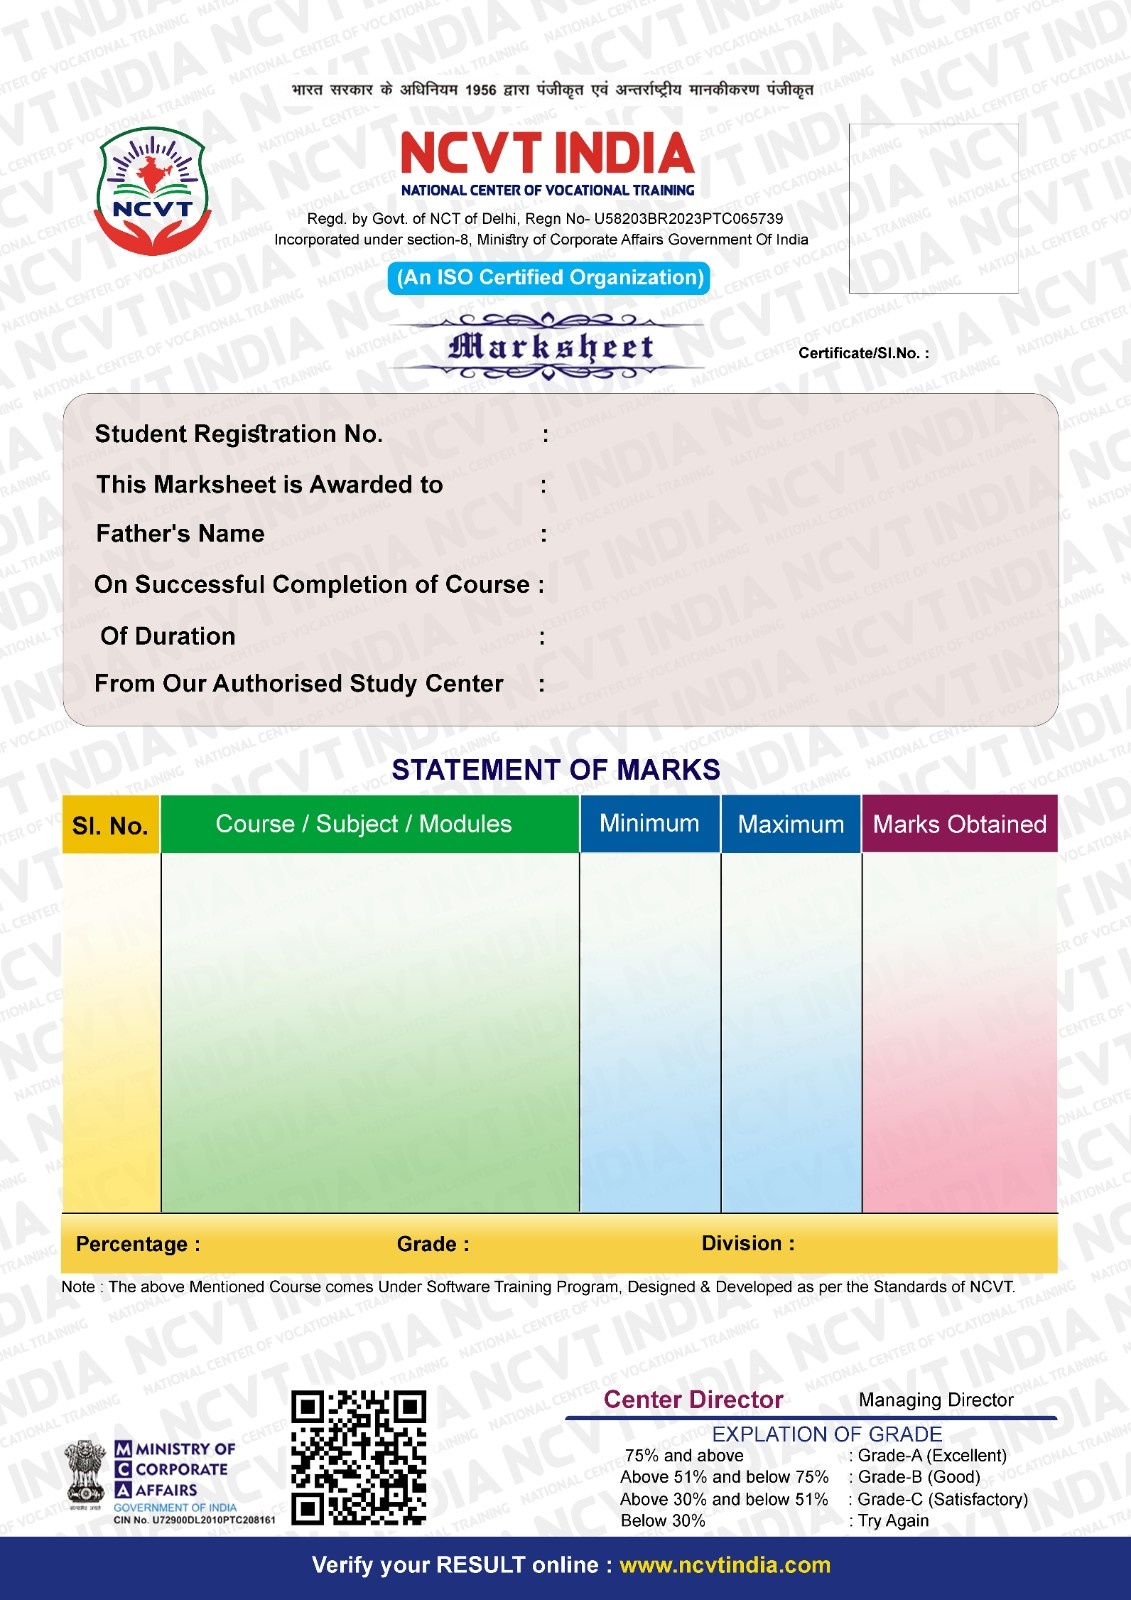 भारत सरकार के अधिनियम 1956 द्वारा पंजीकृत एवं अन्तर्राष्ट्रीय मानकीकरण पंजीकृत
NCVT
NCVT INDIA
NATIONAL CENTER OF VOCATIONAL TRAINING
Regd. by Govt. of NCT of Delhi, Regn No- U58203BR2023PTC065739
Incorporated under section-8, Ministry of Corporate Affairs Government Of India
(An ISO Certified Organization)
Marksheet
Certificate/Sl.No. :
Student Registration No. :
This Marksheet is Awarded to :
Father's Name :
On Successful Completion of Course :
Of Duration :
From Our Authorised Study Center :
STATEMENT OF MARKS
Sl. No. Course / Subject / Modules Minimum Maximum Marks Obtained
Percentage : Grade : Division :
Note : The above Mentioned Course comes Under Software Training Program, Designed & Developed as per the Standards of NCVT.
Center Director Managing Director
EXPLATION OF GRADE
75% and above : Grade-A (Excellent)
Above 51% and below 75% : Grade-B (Good)
Above 30% and below 51% : Grade-C (Satisfactory)
Below 30% : Try Again
M MINISTRY OF
C CORPORATE
A AFFAIRS
GOVERNMENT OF INDIA
CIN No. U72900DL2010PTC208161
Verify your RESULT online : www.ncvtindia.com